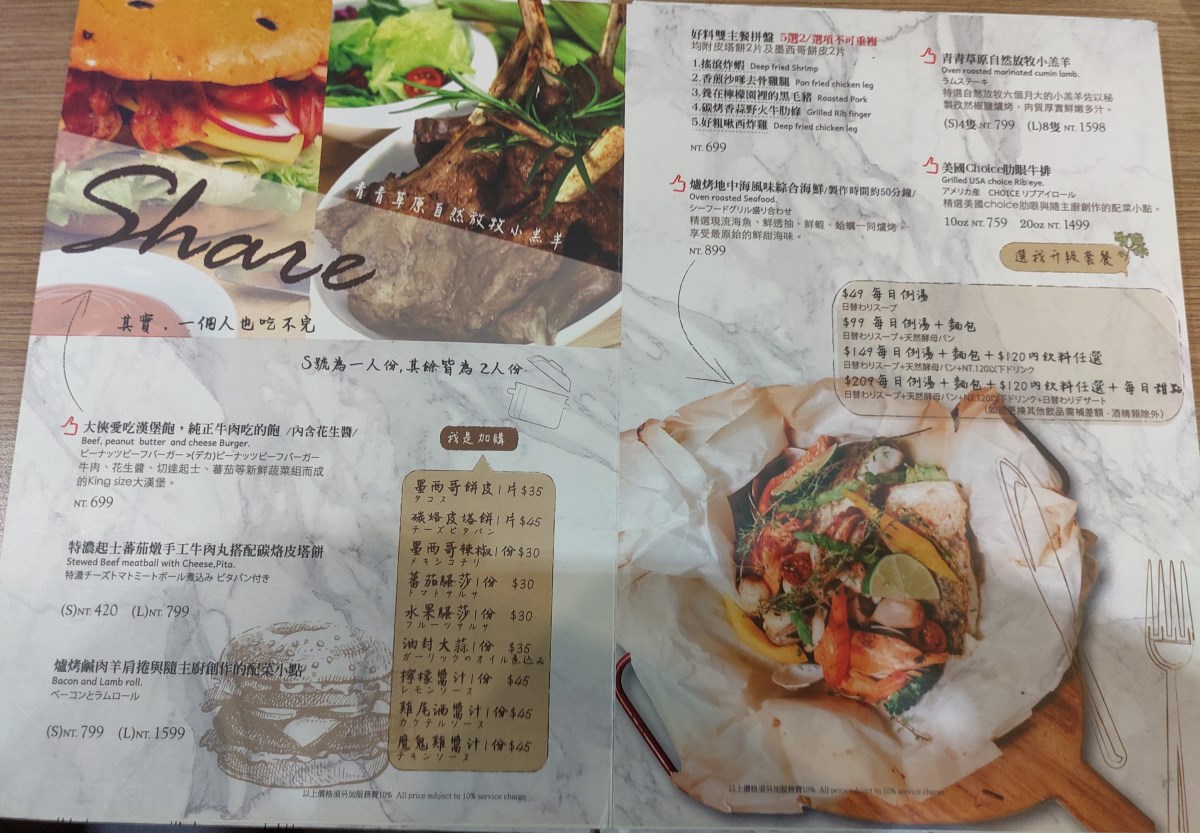 Share
青青草原自然放牧小羔羊
其實．一個人也吃不完
S號為一人份,其餘皆為2人份
大俠愛吃漢堡飽，純正牛肉吃的飽 /內含花生醬/
Beef, peanut butter and cheese Burger.
ピーナッツビーフバーガー >(デカ)ピーナッツビーフバーガー
牛肉、花生醬、切達起士、蕃茄等新鮮蔬菜組而成
的King size大漢堡。
NT. 699
特濃起士蕃茄燉手工牛肉丸搭配碳烙皮塔餅
Stewed Beef meatball with Cheese,Pita.
特濃チーズトマトミートボール煮込み ピタパン付き
(S)NT. 420 (L)NT. 799
爐烤鹹肉羊肩捲與隨主廚創作的配菜小點
Bacon and Lamb roll.
ベーコンとラムロール
(S)NT. 799 (L)NT. 1599
我是加購
墨西哥餅皮1片$35
タコス
碳烙皮塔餅1片$45
チーズピタパン
墨西哥辣椒1份$30
メキシコチリ
蕃茄騷莎1份 $30
トマトサルサ
水果騷莎1份 $30
フルーツサルサ
油封大蒜1份 $35
ガーリックのオイル煮込み
檸檬醬汁1份 $45
レモンソース
雞尾酒醬汁1份$45
カクテルソース
魔鬼雞醬汁1份$45
チキンソース
以上價格須另加服務費10% All price subject to 10% service charge
好料雙主餐拼盤 5選2/選項不可重複
均附皮塔餅2片及墨西哥餅皮2片
1.搖滾炸蝦 Deep fried Shrimp
2.香煎沙嗲去骨雞腿 Pan fried chicken leg
3.養在檸檬園裡的黑毛豬 Roasted Pork
4.碳烤香蒜野火牛肋條 Grilled Rib finger
5.好粗啾西炸雞 Deep fried chicken leg
NT. 699
爐烤地中海風味綜合海鮮/製作時間約50分鐘/
Oven roasted Seafood.
シーフードグリル盛り合わせ
精選現流海魚、鮮透抽、鮮蝦、蛤蠣一同爐烤，
享受最原始的鮮甜海味。
NT. 899
青青草原自然放牧小羔羊
Oven roasted marinated cumin lamb.
ラムステーキ
特選自然放牧六個月大的小羔羊佐以秘
製孜然椒鹽爐烤，肉質厚實鮮嫩多汁。
(S)4隻 NT. 799 (L)8隻 NT. 1598
美國Choice肋眼牛排
Grilled USA choice Rib eye.
アメリカ産 CHOICE リブアイロール
精選美國choice肋眼與隨主廚創作的配菜小點。
10oz NT. 759 20oz NT. 1499
選我升級套餐
$49 每日例湯
日替わりスープ
$99 每日例湯＋麵包
日替わりスープ+天然酵母パン
$149每日例湯＋麵包＋$120內飲料任選
日替わりスープ+天然酵母パン+NT.120以下ドリンク
$209每日例湯＋麵包＋$120內飲料任選＋每日甜點
日替わりスープ+天然酵母パン+NT.120以下ドリンク+日替わりデザート
(如需更換其他飲品需補差額，酒精類除外)
以上價格須另加服務費10% All price subject to 10% service charge